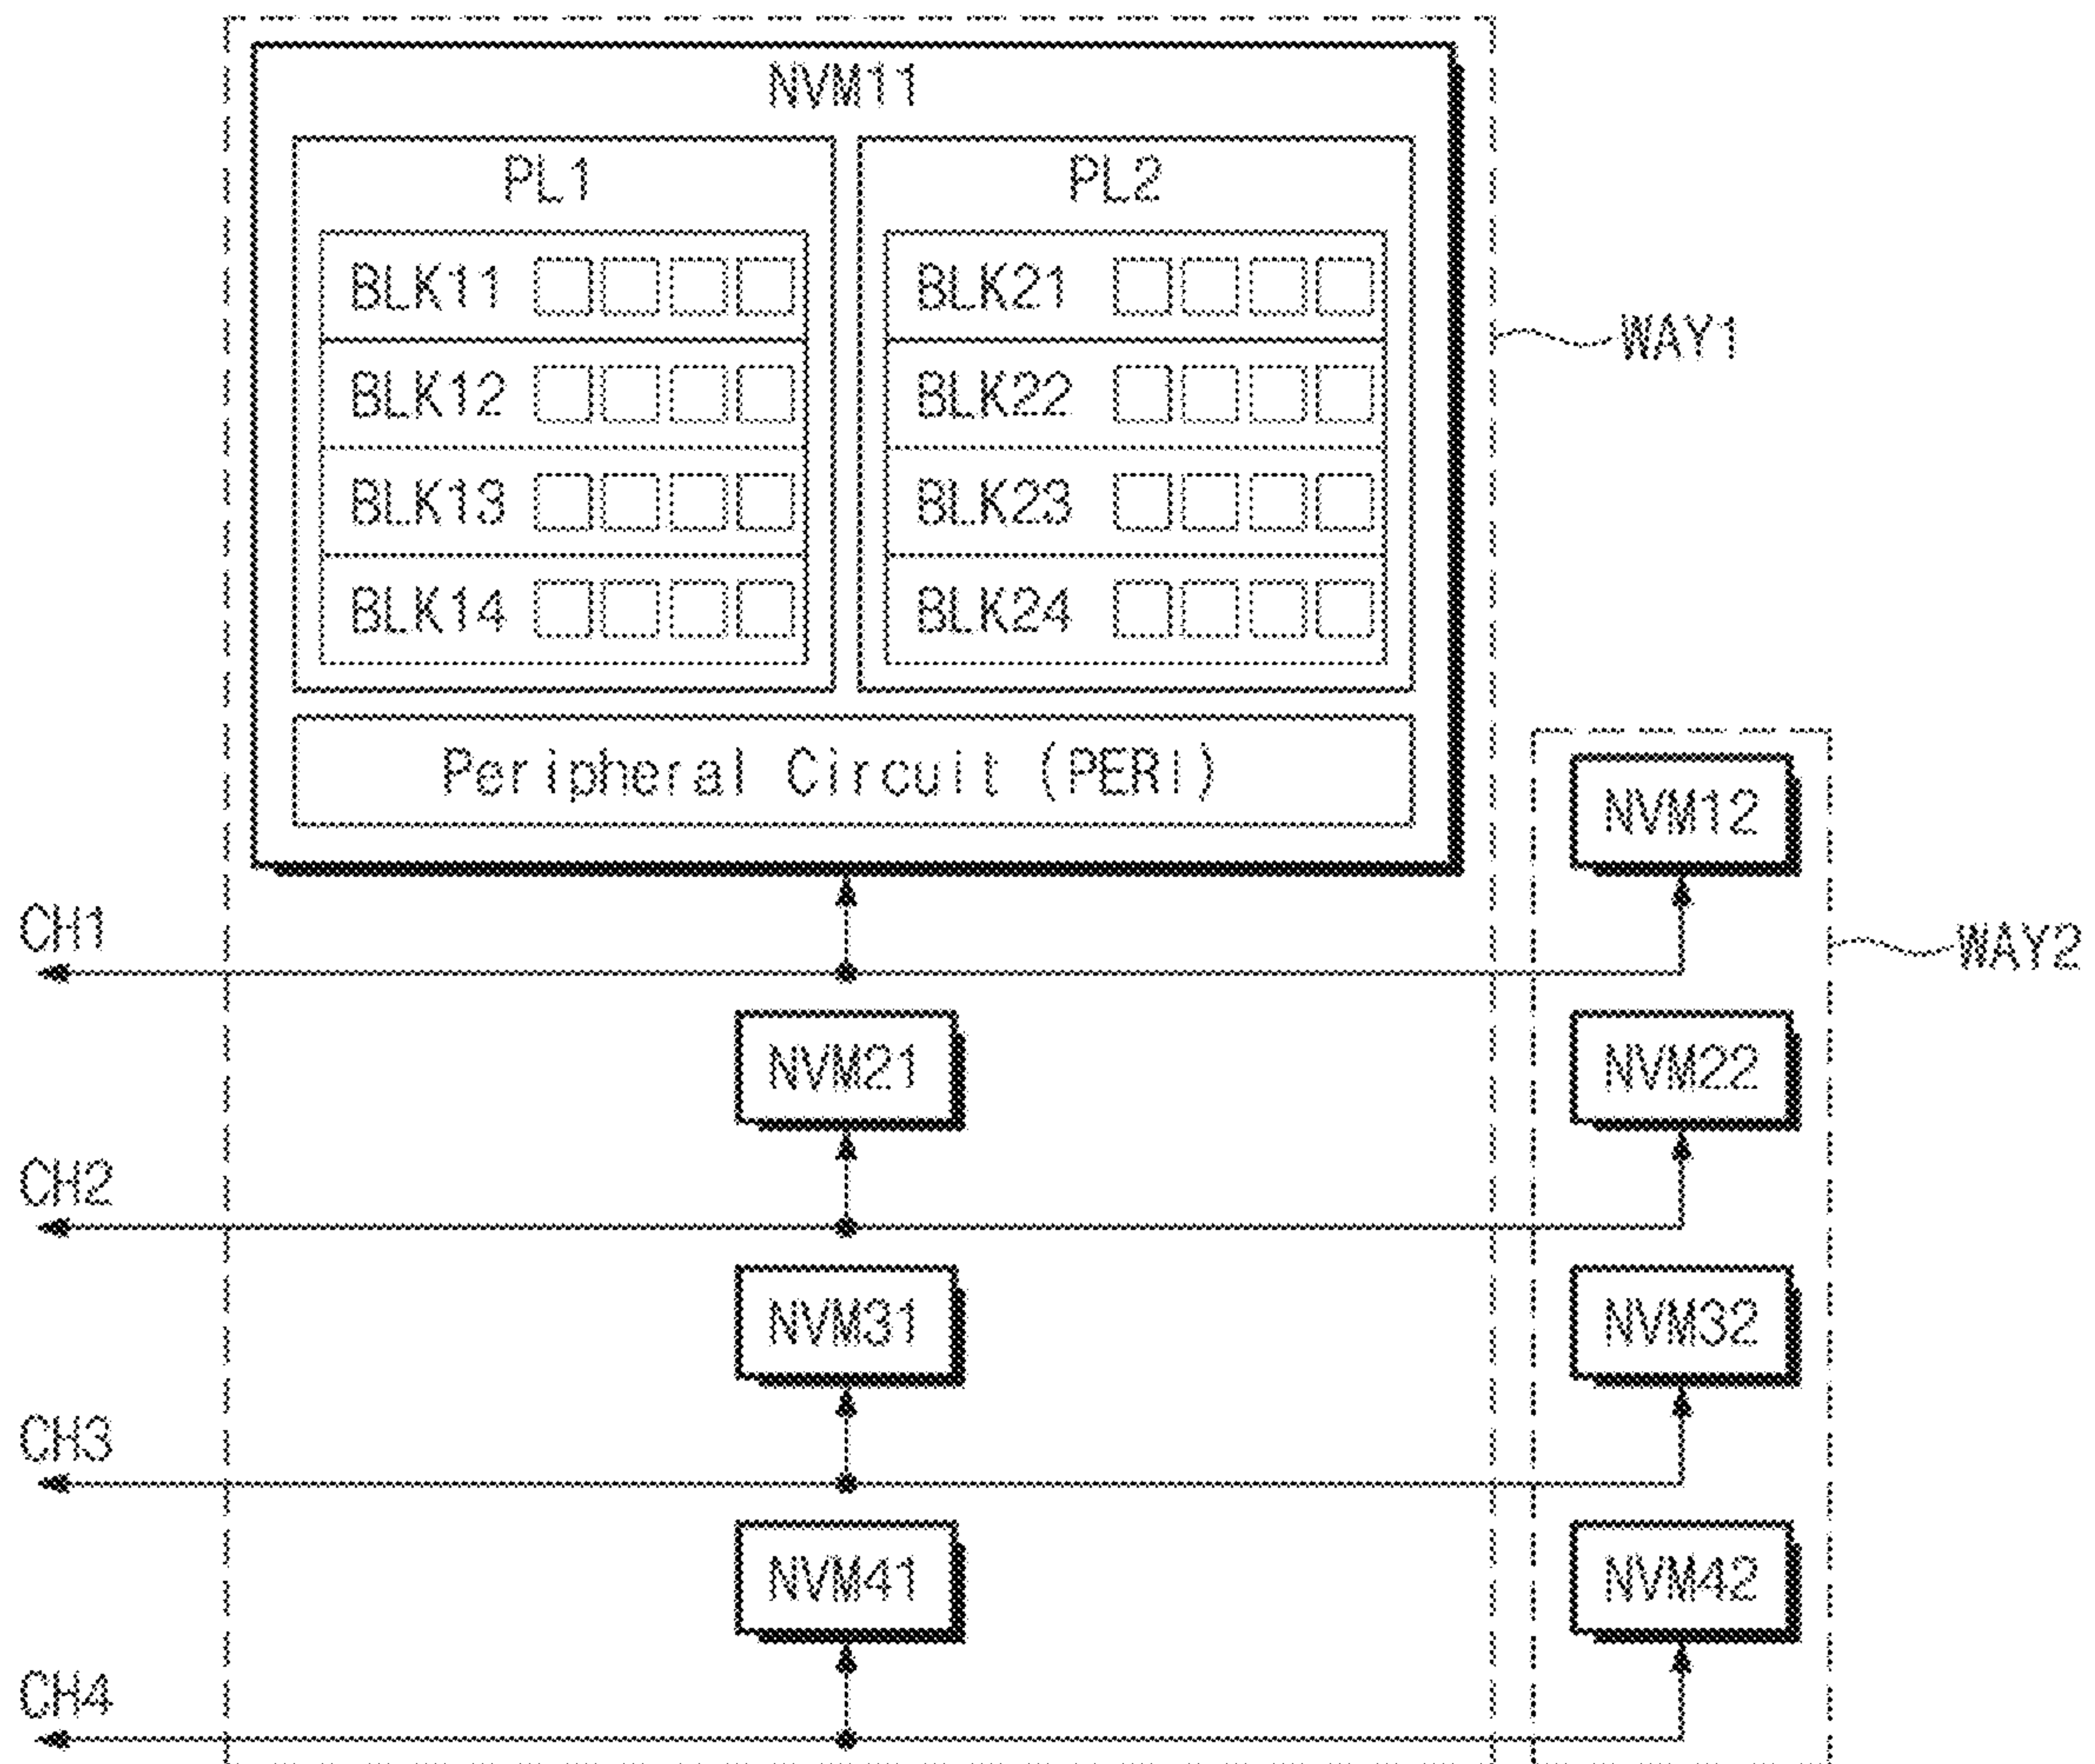 NVM11
PL1
PL2
BLK11
BLK21
WAY1
BLK12
BLK22
BLK13
BLK23
BLK14
BLK24
Peripheral Circuit (PERI)
NVM12
CH1
WAY2
NVM21
NVM22
CH2
NVM31
NVM32
CH3
NVM41
NVM42
CH4